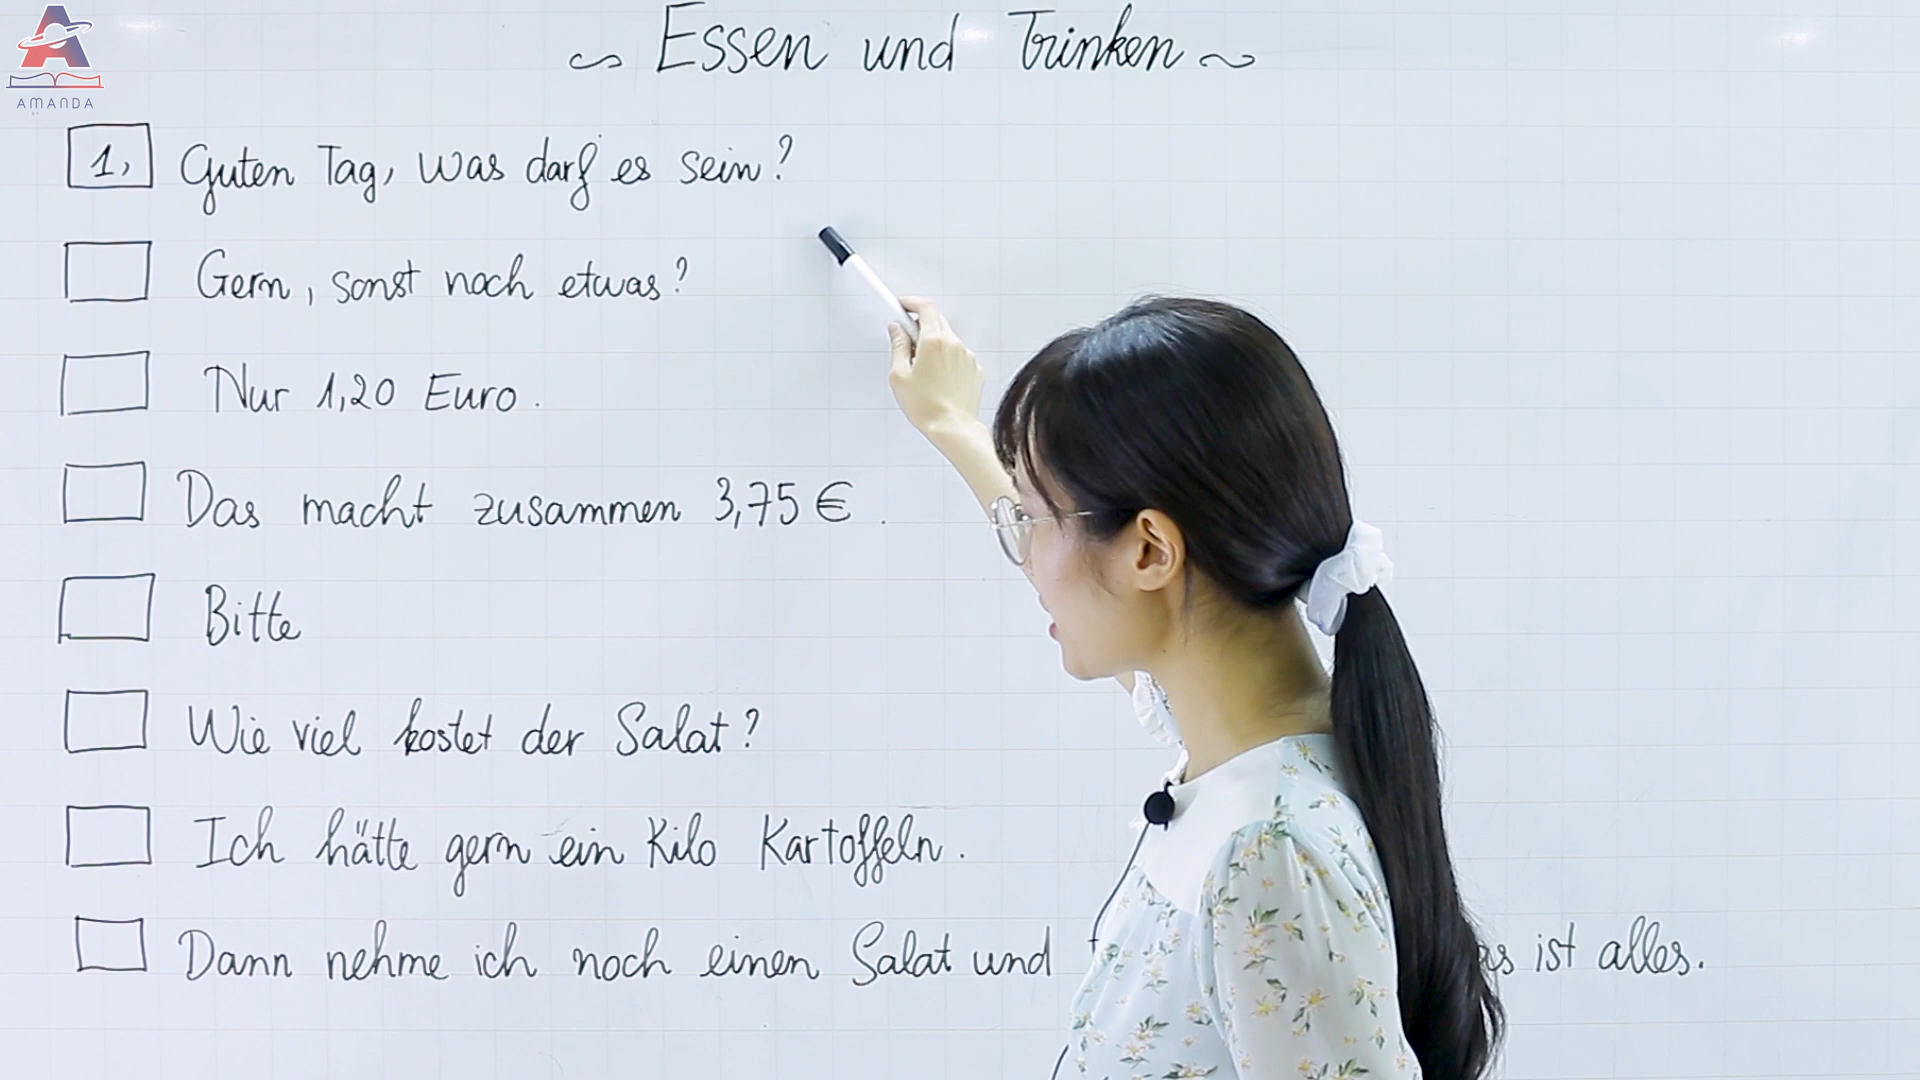 AMANDA
~ Essen und Trinken ~
1, Guten Tag, was darf es sein?
Gern, sonst noch etwas?
Nur 1,20 Euro.
Das macht zusammen 3,75 €.
Bitte
Wie viel kostet der Salat?
Ich hätte gern ein Kilo Kartoffeln.
Dann nehme ich noch einen Salat und ist alles.